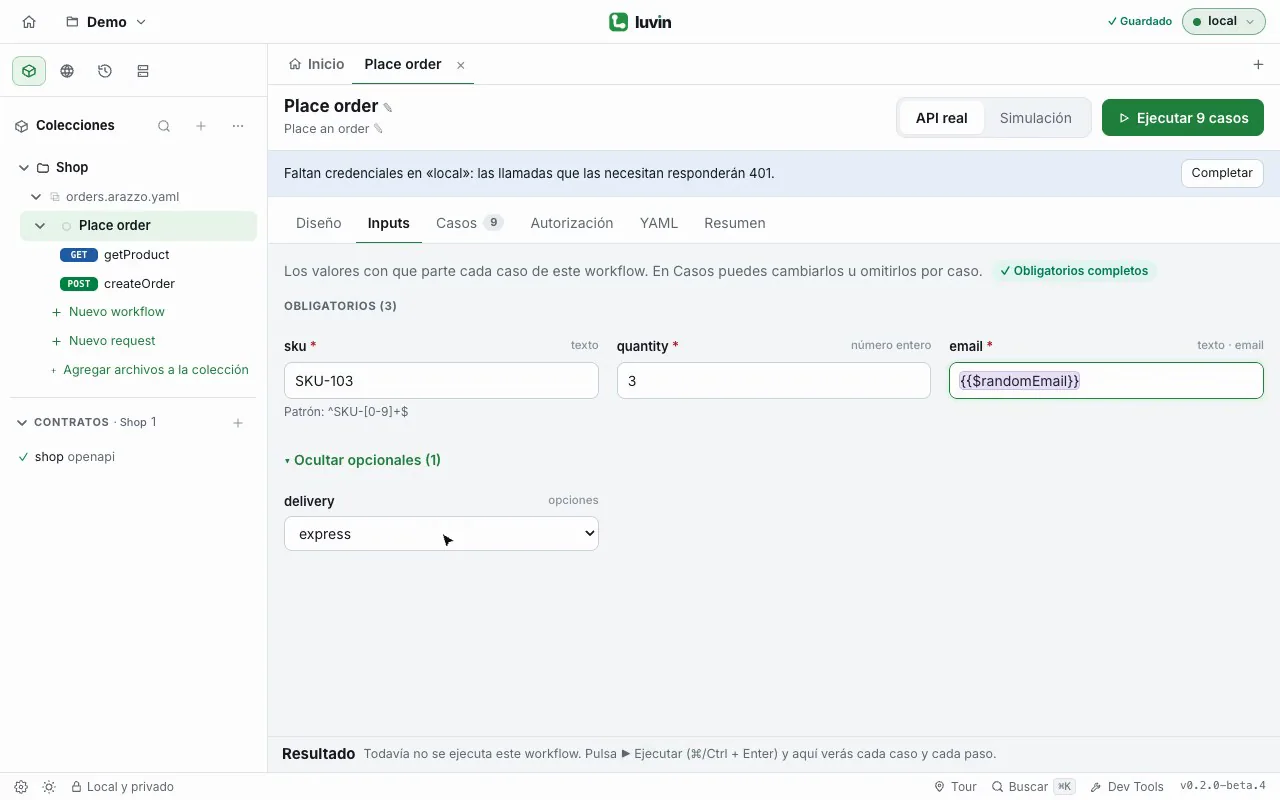 Demo
luvin
Guardado
local
Inicio
Place order
Colecciones
Shop
orders.arazzo.yaml
Place order
GET getProduct
POST createOrder
+ Nuevo workflow
+ Nuevo request
+ Agregar archivos a la colección
CONTRATOS · Shop 1
shop openapi
Place order
Place an order
API real
Simulación
Ejecutar 9 casos
Faltan credenciales en «local»: las llamadas que las necesitan responderán 401.
Completar
Diseño
Inputs
Casos 9
Autorización
YAML
Resumen
Los valores con que parte cada caso de este workflow. En Casos puedes cambiarlos u omitirlos por caso.
✓ Obligatorios completos
OBLIGATORIOS (3)
sku * texto
SKU-103
Patrón: ^SKU-[0-9]+$
quantity * número entero
3
email * texto · email
{{$randomEmail}}
▾ Ocultar opcionales (1)
delivery opciones
express
Resultado Todavía no se ejecuta este workflow. Pulsa ▶ Ejecutar (⌘/Ctrl + Enter) y aquí verás cada caso y cada paso.
Local y privado
Tour
Buscar ⌘K
Dev Tools
v0.2.0-beta.4